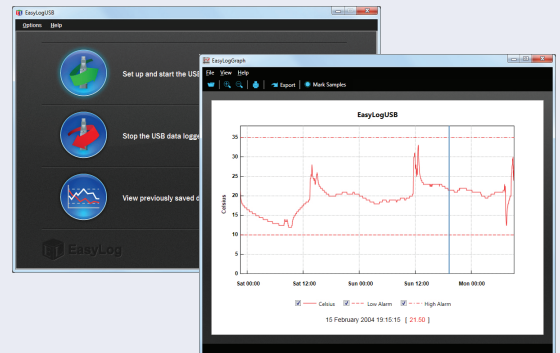 EasyLogUSB
Options Help
Set up and start the USB
Stop the USB data logge
View previously saved d
EasyLog
EasyLogGraph
File View Help
Export Mark Samples
EasyLogUSB
Celsius
35
30
25
20
15
10
5
0
Sat 00:00 Sat 12:00 Sun 00:00 Sun 12:00 Mon 00:00
Celsius Low Alarm High Alarm
15 February 2004 19:15:15 [ 21.50 ]